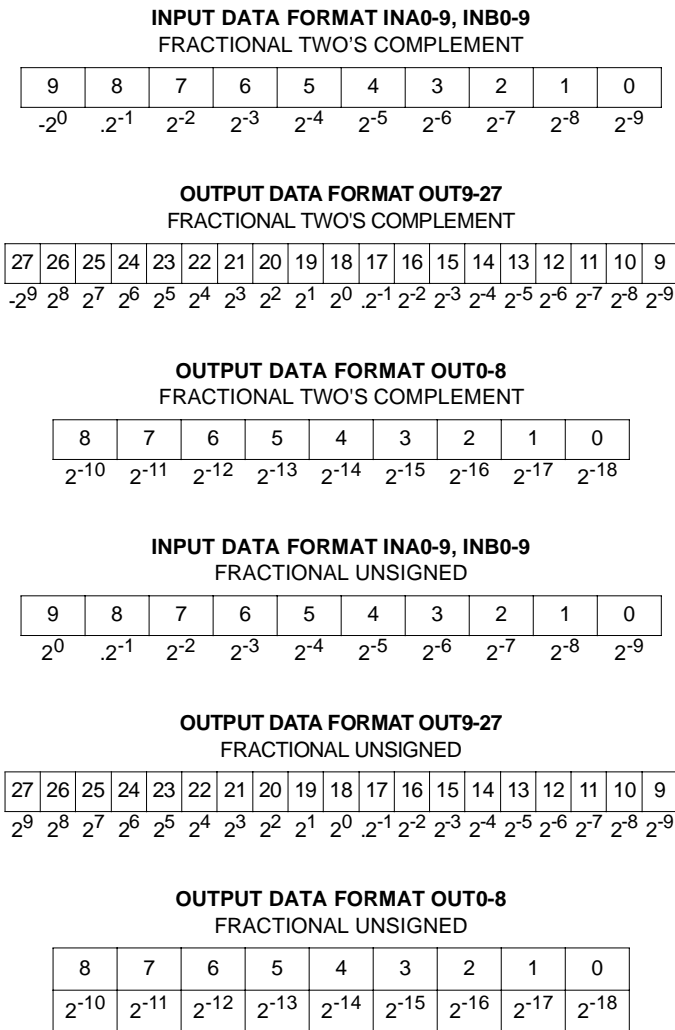 INPUT DATA FORMAT INA0-9, INB0-9
FRACTIONAL TWO'S COMPLEMENT
9 8 7 6 5 4 3 2 1 0
-2^0 .2^-1 2^-2 2^-3 2^-4 2^-5 2^-6 2^-7 2^-8 2^-9
OUTPUT DATA FORMAT OUT9-27
FRACTIONAL TWO'S COMPLEMENT
27 26 25 24 23 22 21 20 19 18 17 16 15 14 13 12 11 10 9
-2^9 2^8 2^7 2^6 2^5 2^4 2^3 2^2 2^1 2^0 .2^-1 2^-2 2^-3 2^-4 2^-5 2^-6 2^-7 2^-8 2^-9
OUTPUT DATA FORMAT OUT0-8
FRACTIONAL TWO'S COMPLEMENT
8 7 6 5 4 3 2 1 0
2^-10 2^-11 2^-12 2^-13 2^-14 2^-15 2^-16 2^-17 2^-18
INPUT DATA FORMAT INA0-9, INB0-9
FRACTIONAL UNSIGNED
9 8 7 6 5 4 3 2 1 0
2^0 .2^-1 2^-2 2^-3 2^-4 2^-5 2^-6 2^-7 2^-8 2^-9
OUTPUT DATA FORMAT OUT9-27
FRACTIONAL UNSIGNED
27 26 25 24 23 22 21 20 19 18 17 16 15 14 13 12 11 10 9
2^9 2^8 2^7 2^6 2^5 2^4 2^3 2^2 2^1 2^0 .2^-1 2^-2 2^-3 2^-4 2^-5 2^-6 2^-7 2^-8 2^-9
OUTPUT DATA FORMAT OUT0-8
FRACTIONAL UNSIGNED
8 7 6 5 4 3 2 1 0
2^-10 2^-11 2^-12 2^-13 2^-14 2^-15 2^-16 2^-17 2^-18